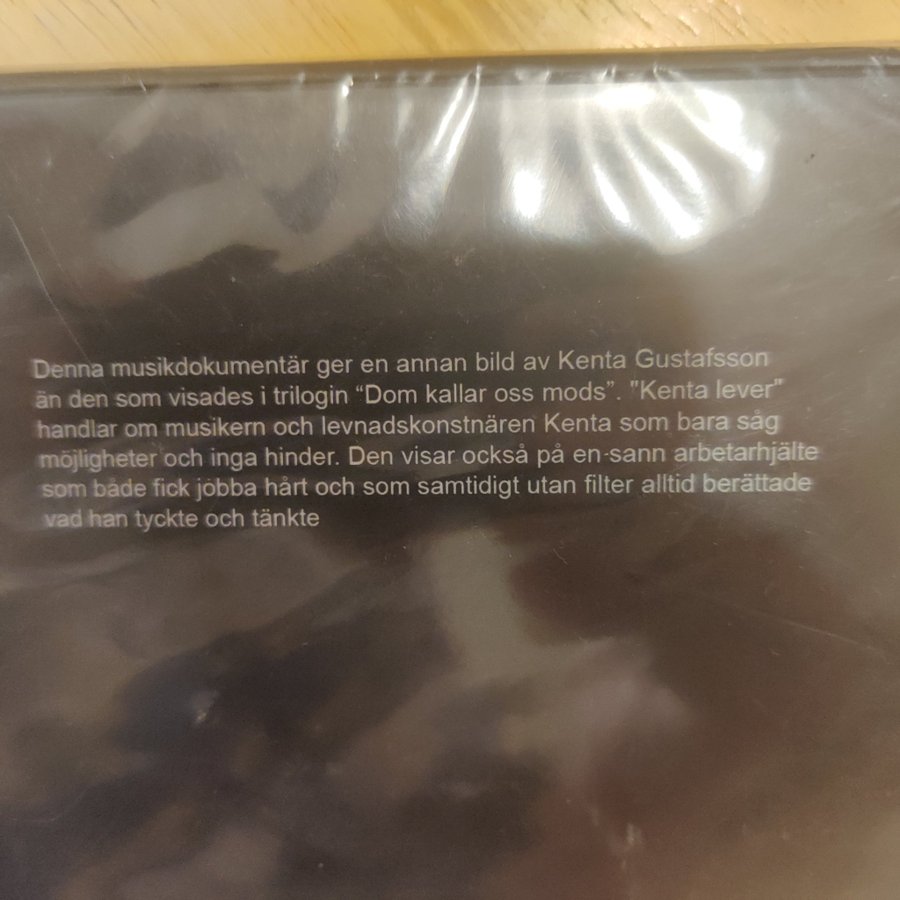 Denna musikdokumentär ger en annan bild av Kenta Gustafsson
än den som visades i trilogin “Dom kallar oss mods”. "Kenta lever"
handlar om musikern och levnadskonstnären Kenta som bara såg
möjligheter och inga hinder. Den visar också på en sann arbetarhjälte
som både fick jobba hårt och som samtidigt utan filter alltid berättade
vad han tyckte och tänkte